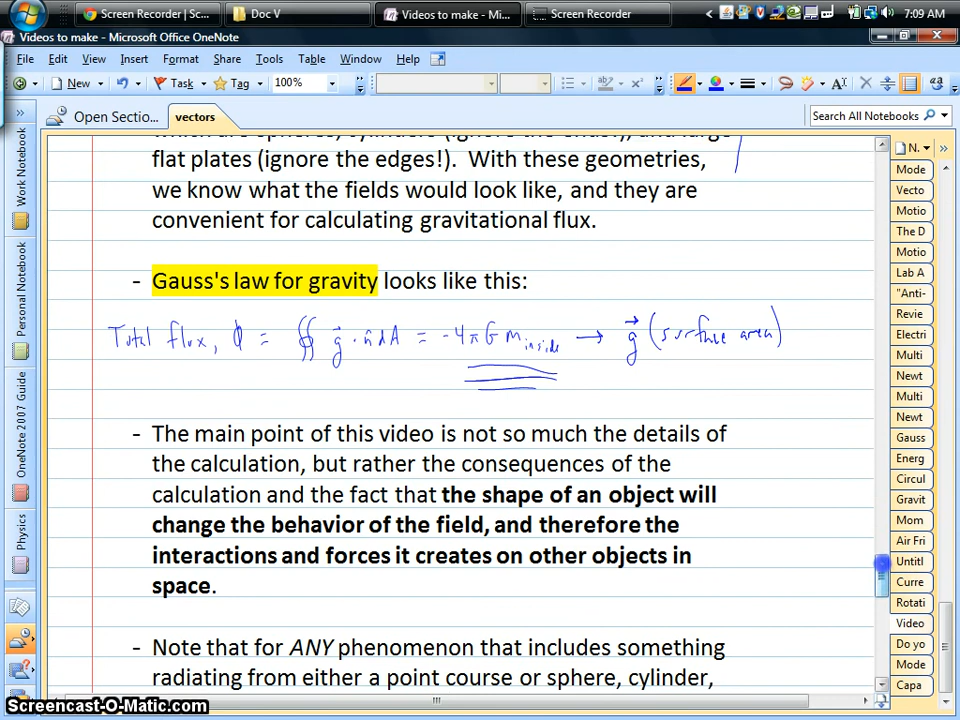 Screen Recorder | Sc...
Doc V
Videos to make - Mi...
Screen Recorder
7:09 AM
Videos to make - Microsoft Office OneNote
File Edit View Insert Format Share Tools Table Window Help
New Task Tag 100%
Open Sectio... vectors
Search All Notebooks
flat plates (ignore the edges!). With these geometries,
we know what the fields would look like, and they are
convenient for calculating gravitational flux.
- Gauss's law for gravity looks like this:
Total flux, ϕ = ∯ g⃗ · n̂ dA = -4πG m inside → g⃗ (surface area)
- The main point of this video is not so much the details of
the calculation, but rather the consequences of the
calculation and the fact that the shape of an object will
change the behavior of the field, and therefore the
interactions and forces it creates on other objects in
space.
- Note that for ANY phenomenon that includes something
radiating from either a point course or sphere, cylinder,
Work Notebook
Personal Notebook
OneNote 2007 Guide
Physics
N.
Mode
Vecto
Motio
The D
Motio
Lab A
"Anti-
Revie
Electri
Multi
Newt
Multi
Newt
Gauss
Energ
Circul
Gravit
Mom
Air Fri
Untitl
Curre
Rotati
Video
Do yo
Mode
Capa
Screencast-O-Matic.com